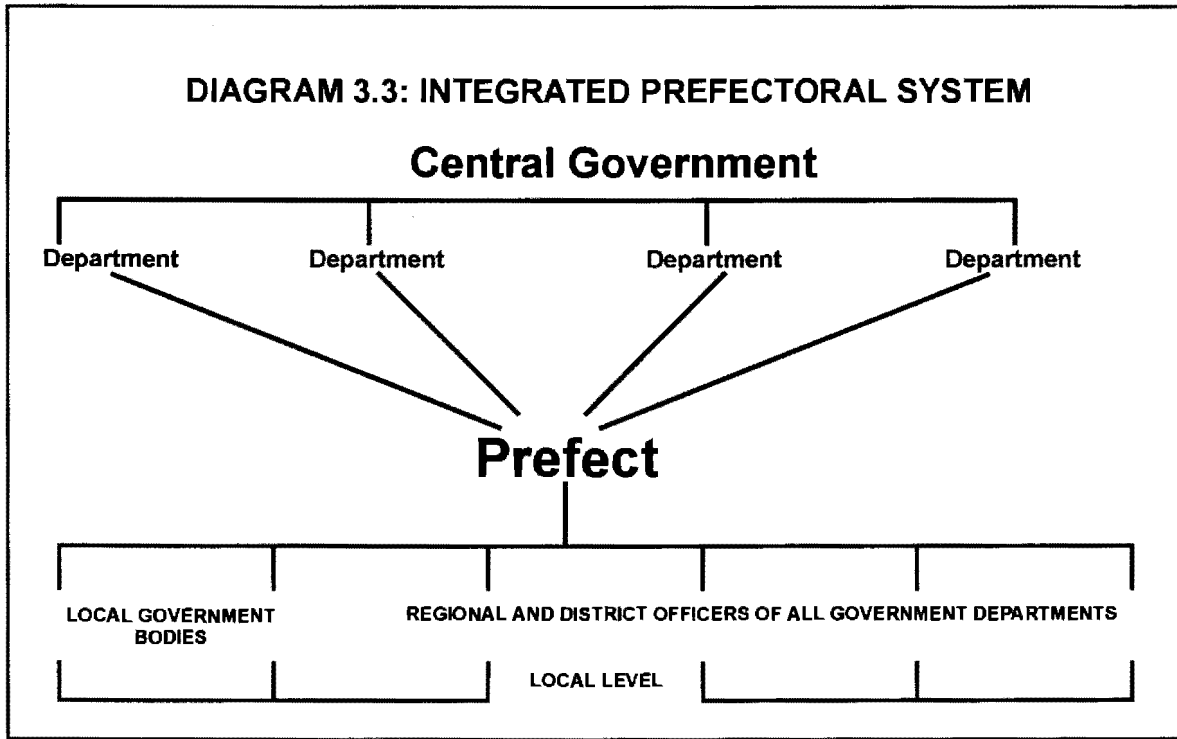 DIAGRAM 3.3: INTEGRATED PREFECTORAL SYSTEM
Central Government
Department Department Department Department
Prefect
LOCAL GOVERNMENT BODIES
REGIONAL AND DISTRICT OFFICERS OF ALL GOVERNMENT DEPARTMENTS
LOCAL LEVEL